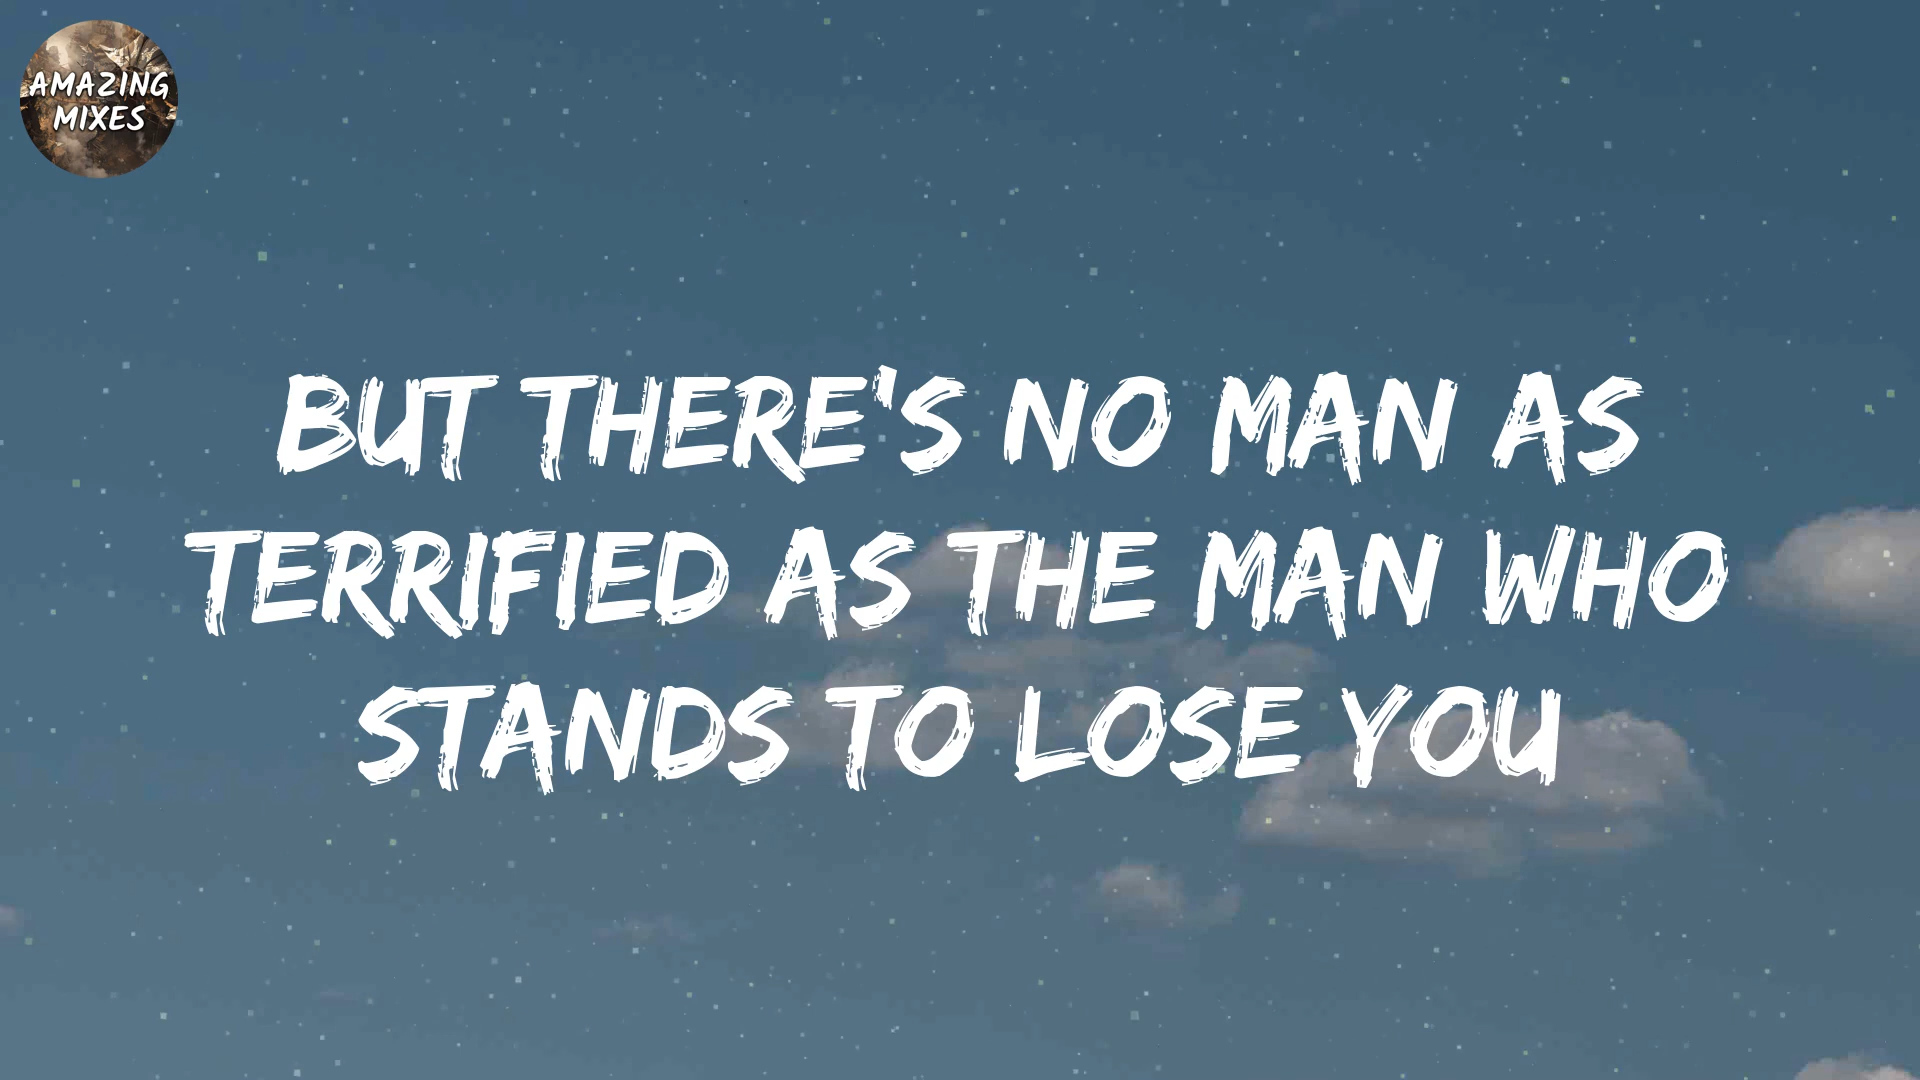 AMAZING
MIXES
BUT THERE'S NO MAN AS
TERRIFIED AS THE MAN WHO
STANDS TO LOSE YOU